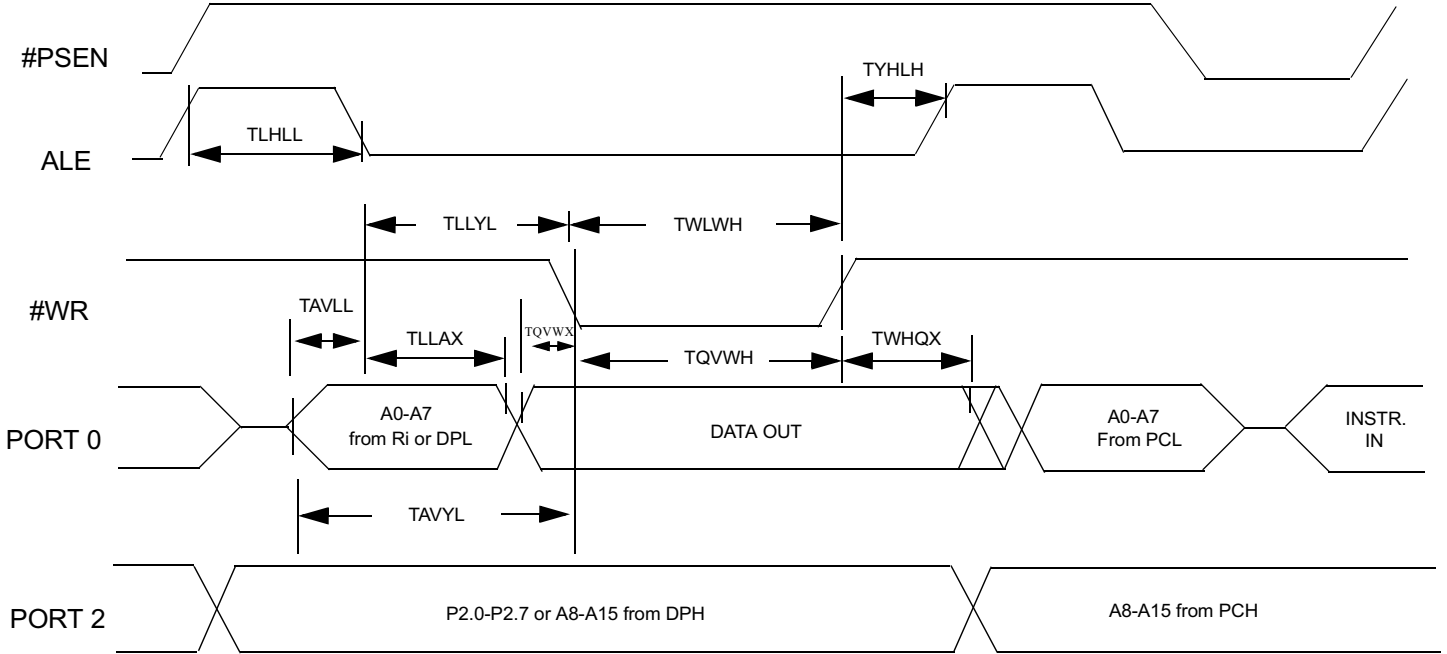 #PSEN
TYHLH
TLHLL
ALE
TLLYL
TWLWH
#WR
TAVLL
TLLAX
TQVWX
TQVWH
TWHQX
PORT 0
A0-A7
from Ri or DPL
DATA OUT
A0-A7
From PCL
INSTR.
IN
TAVYL
PORT 2
P2.0-P2.7 or A8-A15 from DPH
A8-A15 from PCH